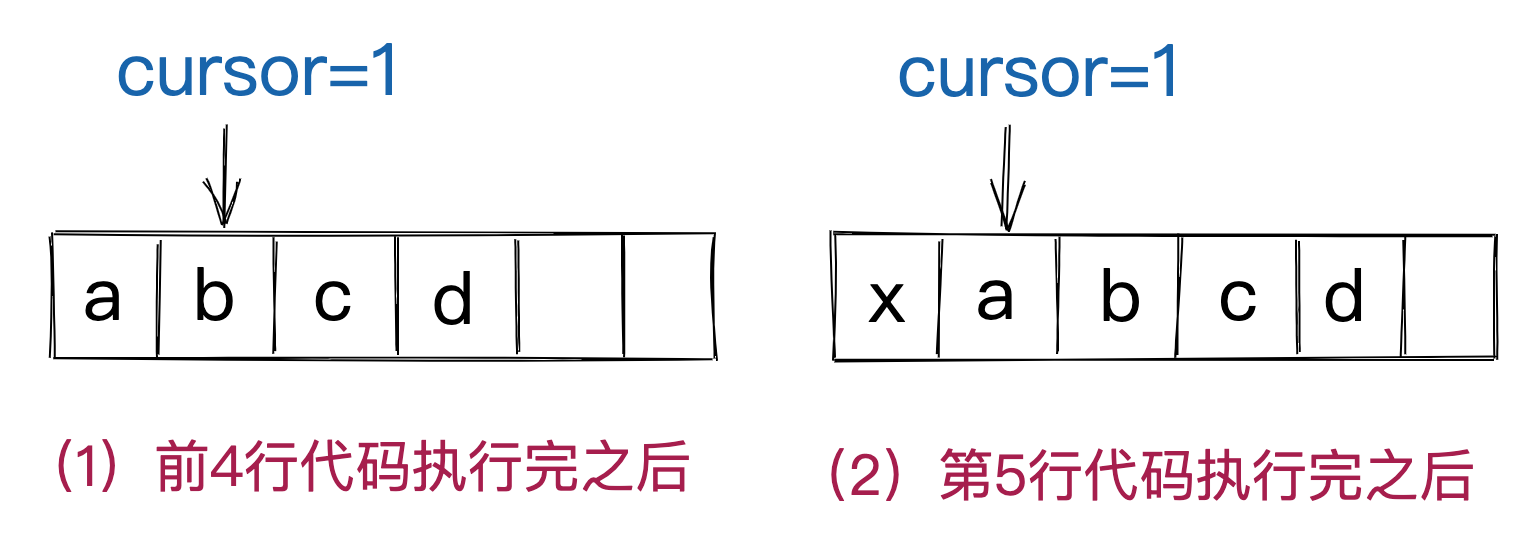 cursor=1
cursor=1
a b c d
x a b c d
（1）前4行代码执行完之后
（2）第5行代码执行完之后